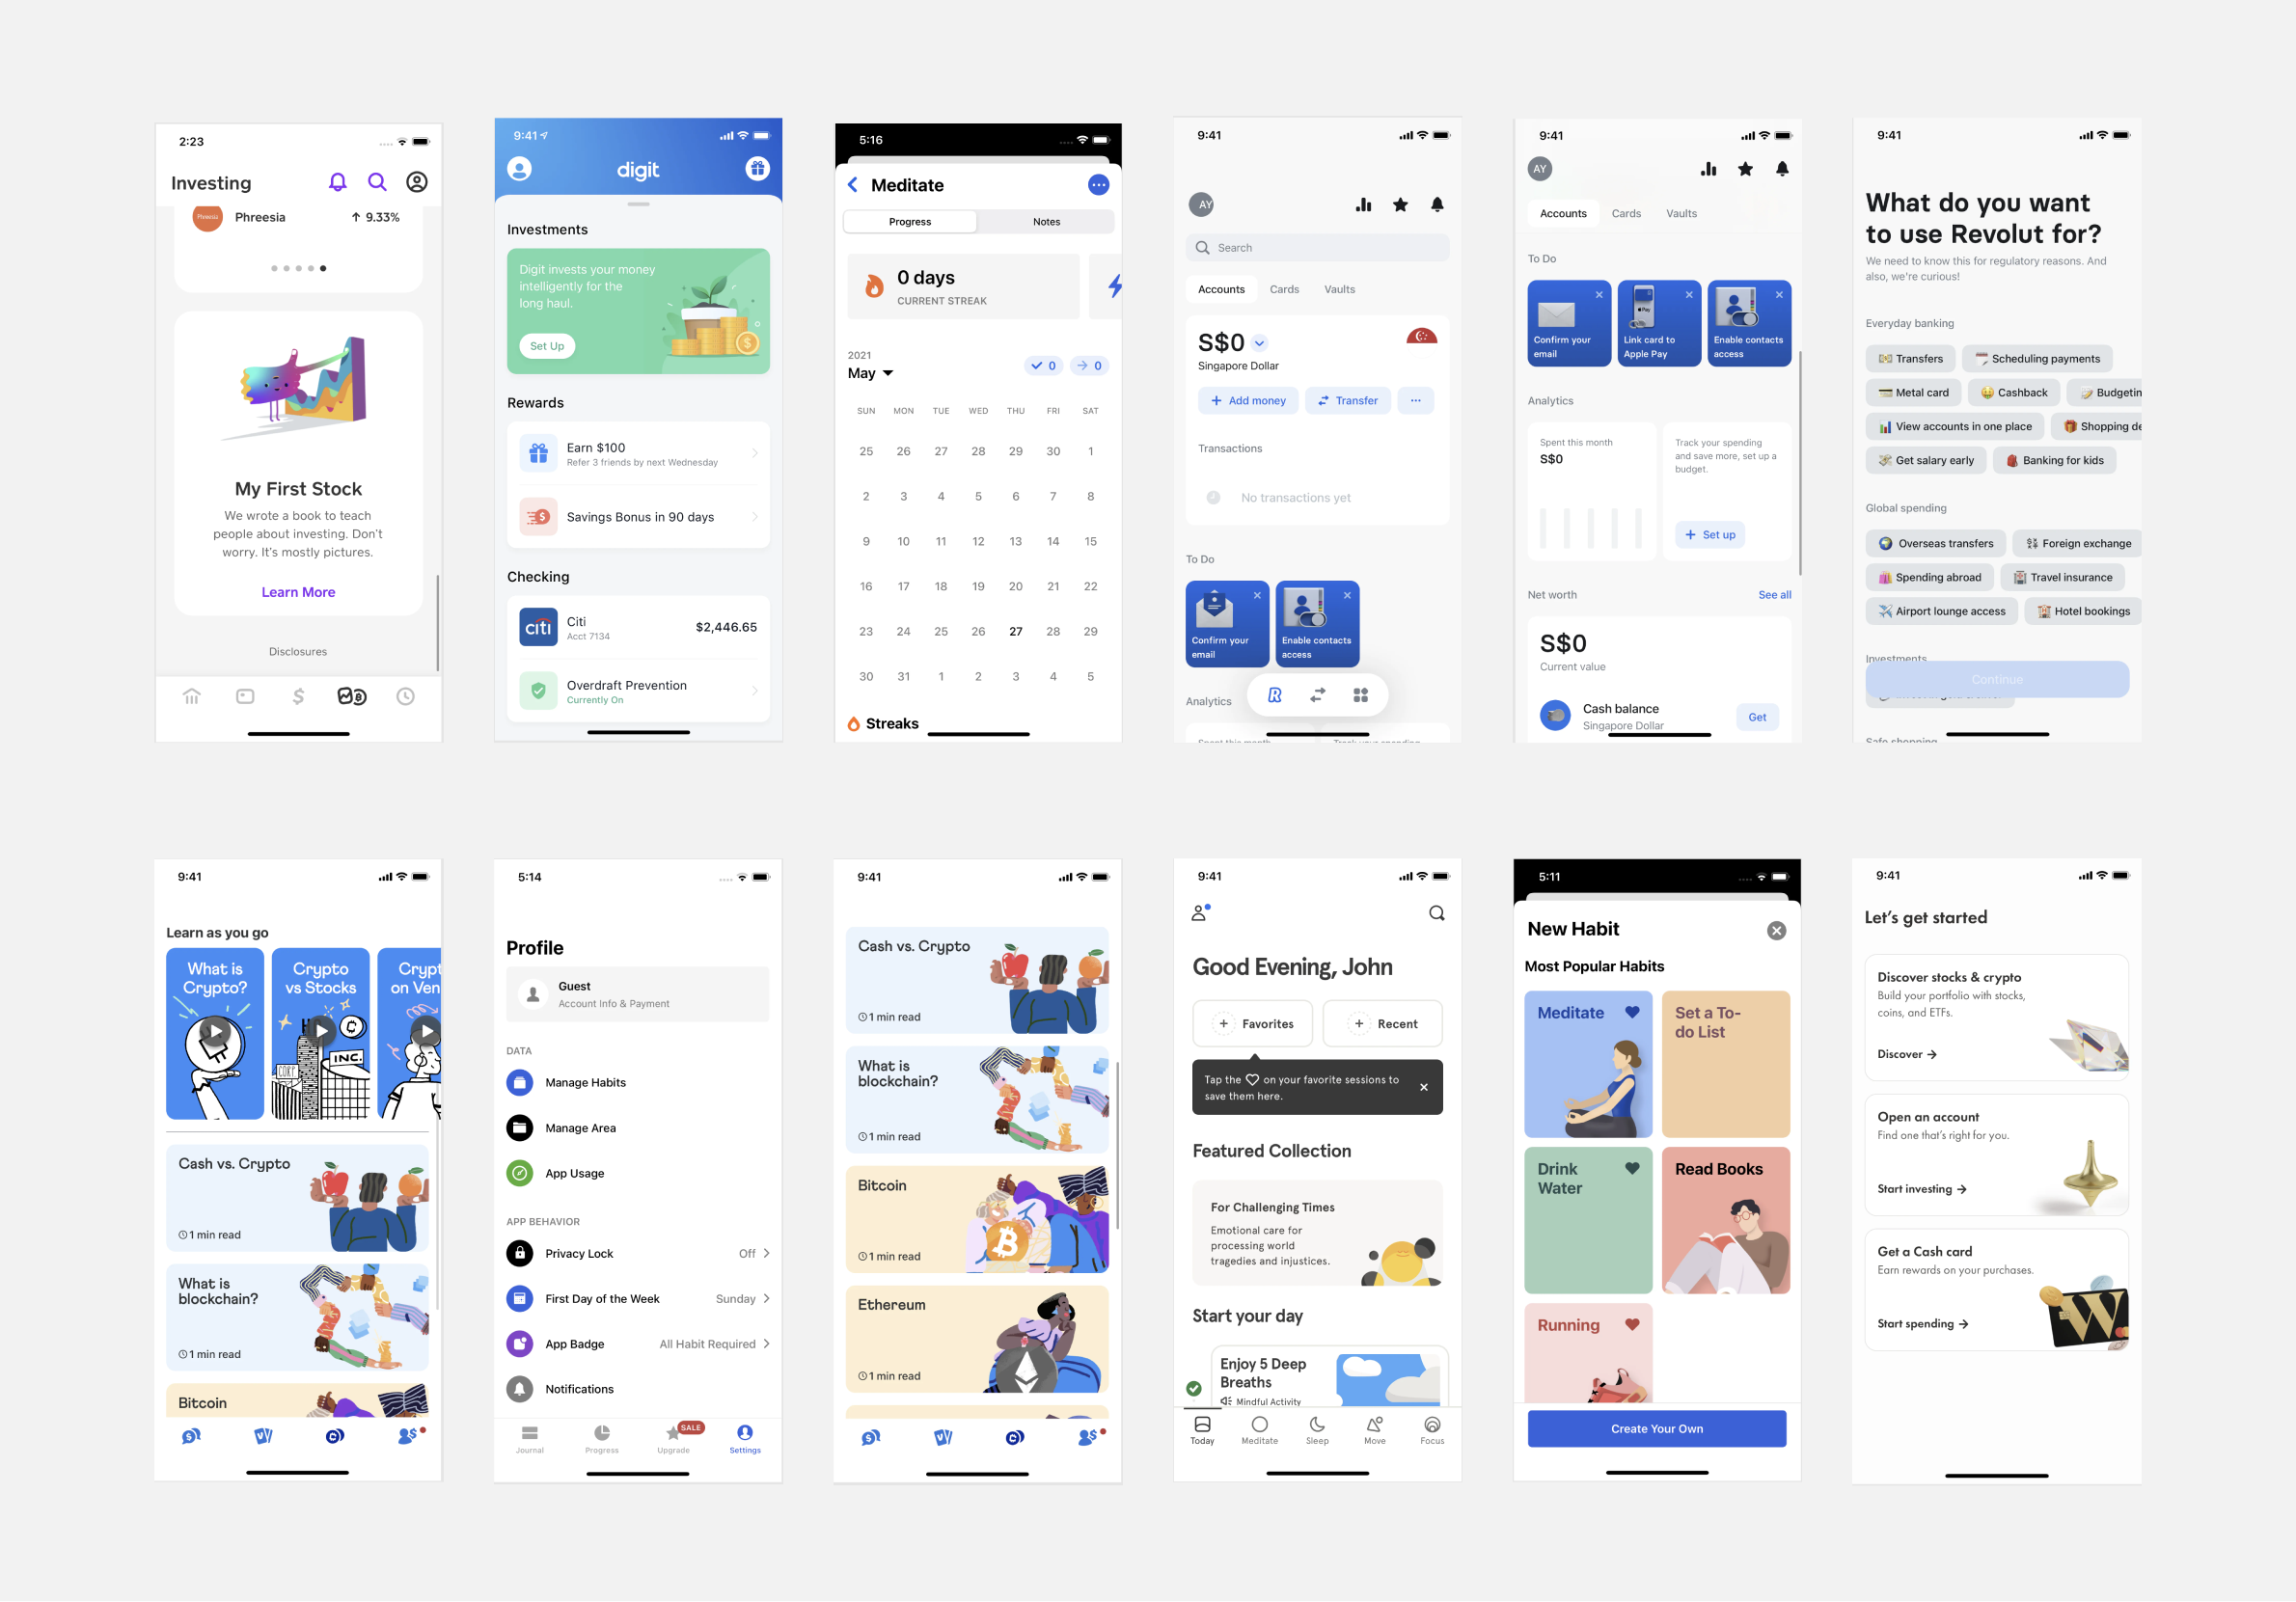 2:23
Investing
Phreesia
Phreesia
↑ 9.33%
My First Stock
We wrote a book to teach
people about investing. Don't
worry. It's mostly pictures.
Learn More
Disclosures
9:41
digit
Investments
Digit invests your money
intelligently for the
long haul.
Set Up
Rewards
Earn $100
Refer 3 friends by next Wednesday
Savings Bonus in 90 days
Checking
citi
Citi
Acct 7134
$2,446.65
Overdraft Prevention
Currently On
5:16
Meditate
Progress
Notes
0 days
CURRENT STREAK
2021
May
0
0
SUN MON TUE WED THU FRI SAT
25 26 27 28 29 30 1
2 3 4 5 6 7 8
9 10 11 12 13 14 15
16 17 18 19 20 21 22
23 24 25 26 27 28 29
30 31 1 2 3 4 5
Streaks
9:41
AY
Search
Accounts Cards Vaults
S$0
Singapore Dollar
+ Add money
Transfer
Transactions
No transactions yet
To Do
Confirm your
email
Enable contacts
access
Analytics
Spent this month
Track your spending
9:41
AY
Accounts Cards Vaults
To Do
Confirm your
email
Link card to
Apple Pay
Enable contacts
access
Analytics
Spent this month
S$0
Track your spending
and save more, set up a
budget.
+ Set up
Net worth
See all
S$0
Current value
Cash balance
Singapore Dollar
Get
9:41
What do you want
to use Revolut for?
We need to know this for regulatory reasons. And
also, we're curious!
Everyday banking
Transfers
Scheduling payments
Metal card
Cashback
Budgetin
View accounts in one place
Shopping de
Get salary early
Banking for kids
Global spending
Overseas transfers
Foreign exchange
Spending abroad
Travel insurance
Airport lounge access
Hotel bookings
Investments
Continue
Safe shopping
9:41
Learn as you go
What is
Crypto?
Crypto
vs Stocks
CORP.
INC.
Crypt
on Ven
Cash vs. Crypto
1 min read
What is
blockchain?
1 min read
Bitcoin
5:14
Profile
Guest
Account Info & Payment
DATA
Manage Habits
Manage Area
App Usage
APP BEHAVIOR
Privacy Lock
Off
First Day of the Week
Sunday
App Badge
All Habit Required
Notifications
SALE
Journal Progress Upgrade Settings
9:41
Cash vs. Crypto
1 min read
What is
blockchain?
1 min read
Bitcoin
1 min read
Ethereum
1 min read
9:41
Good Evening, John
+ Favorites
+ Recent
Tap the ♡ on your favorite sessions to
save them here.
Featured Collection
For Challenging Times
Emotional care for
processing world
tragedies and injustices.
Start your day
Enjoy 5 Deep
Breaths
Mindful Activity
Today Meditate Sleep Move Focus
5:11
New Habit
Most Popular Habits
Meditate
Set a To-
do List
Drink
Water
Read Books
Running
Create Your Own
9:41
Let's get started
Discover stocks & crypto
Build your portfolio with stocks,
coins, and ETFs.
Discover →
Open an account
Find one that's right for you.
Start investing →
Get a Cash card
Earn rewards on your purchases.
Start spending →
W